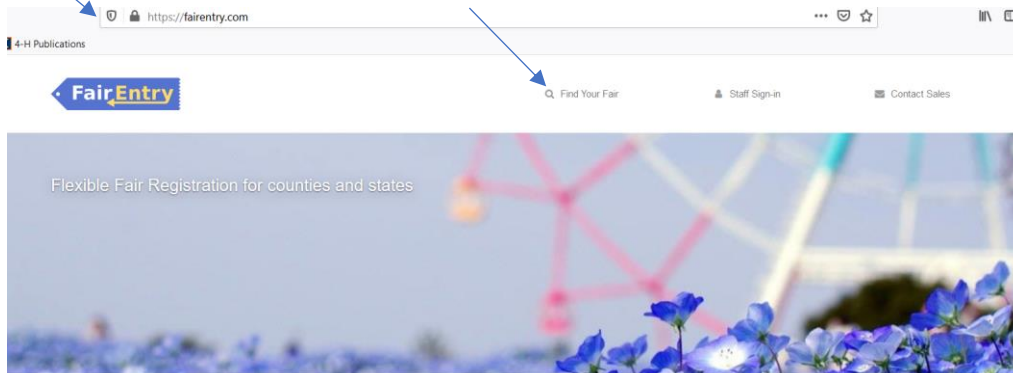 https://fairentry.com
4-H Publications
FairEntry
Find Your Fair
Staff Sign-in
Contact Sales
Flexible Fair Registration for counties and states